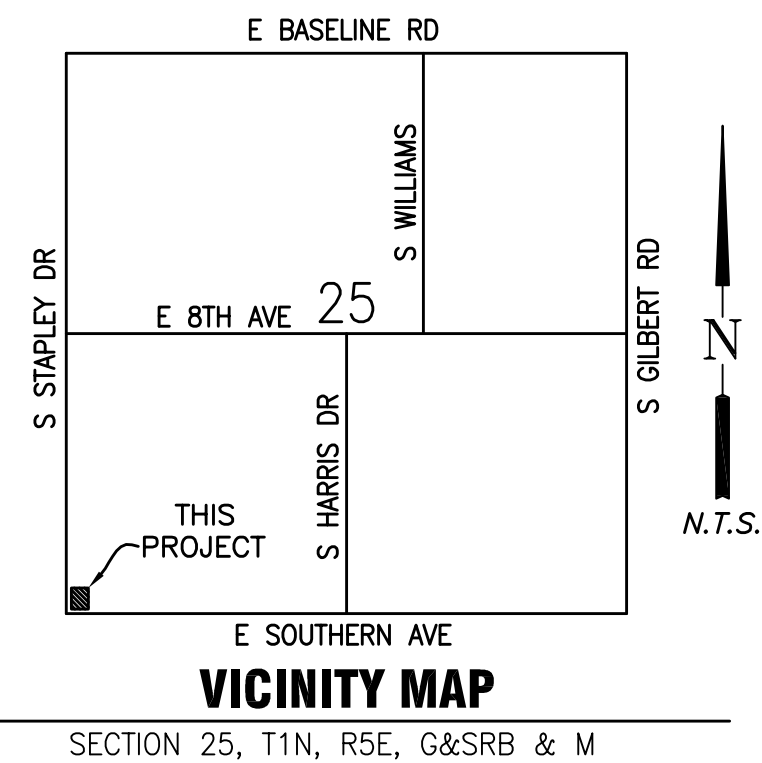 E BASELINE RD
S WILLIAMS
S STAPLEY DR
E 8TH AVE 25
S GILBERT RD
N
S HARRIS DR
THIS
PROJECT
N.T.S.
E SOUTHERN AVE
VICINITY MAP
SECTION 25, T1N, R5E, G&SRB & M